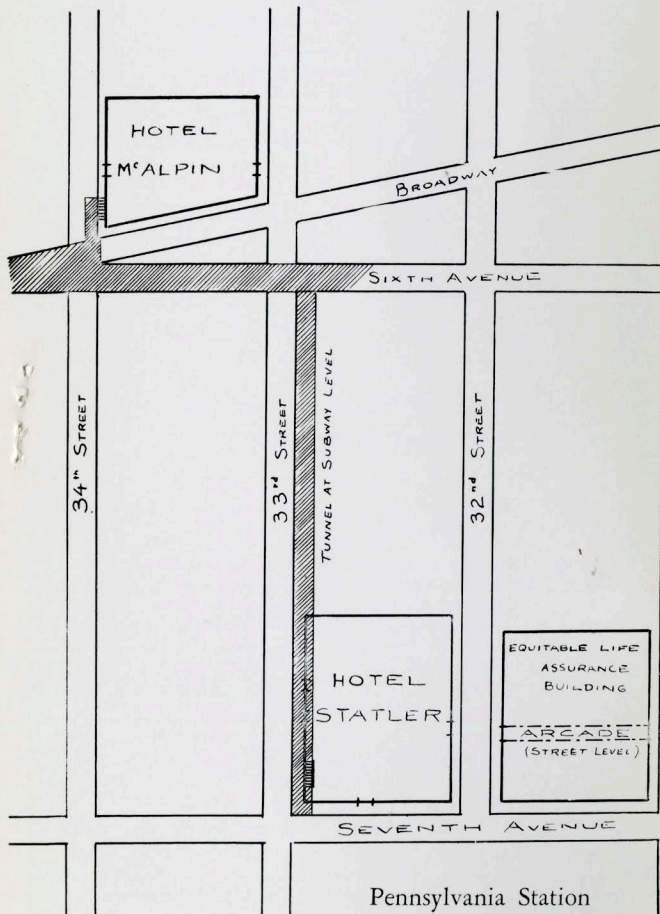 HOTEL
McALPIN
BROADWAY
SIXTH AVENUE
34th STREET
33rd STREET
TUNNEL AT SUBWAY LEVEL
32nd STREET
HOTEL
STATLER
EQUITABLE LIFE
ASSURANCE
BUILDING
ARCADE
(STREET LEVEL)
SEVENTH AVENUE
Pennsylvania Station